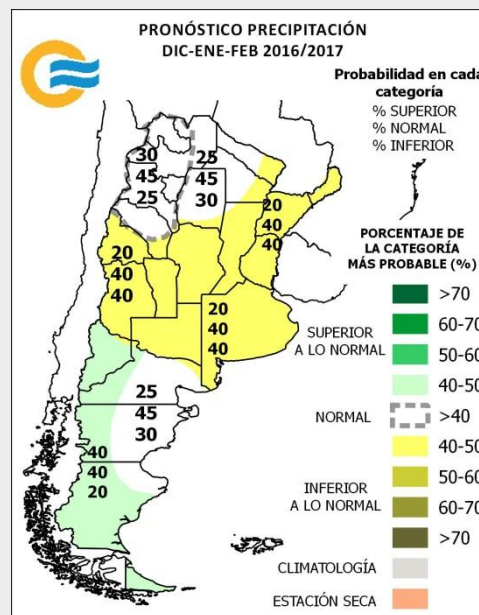 PRONÓSTICO PRECIPITACIÓN
DIC-ENE-FEB 2016/2017
Probabilidad en cada
categoría
% SUPERIOR
% NORMAL
% INFERIOR
30
45
25
25
45
30
20
40
40
20
40
40
20
40
40
25
45
30
40
40
20
PORCENTAJE DE
LA CATEGORÍA
MÁS PROBABLE (%)
>70
60-70
50-60
SUPERIOR
A LO NORMAL
40-50
NORMAL
>40
40-50
50-60
INFERIOR
A LO NORMAL
60-70
>70
CLIMATOLOGÍA
ESTACIÓN SECA